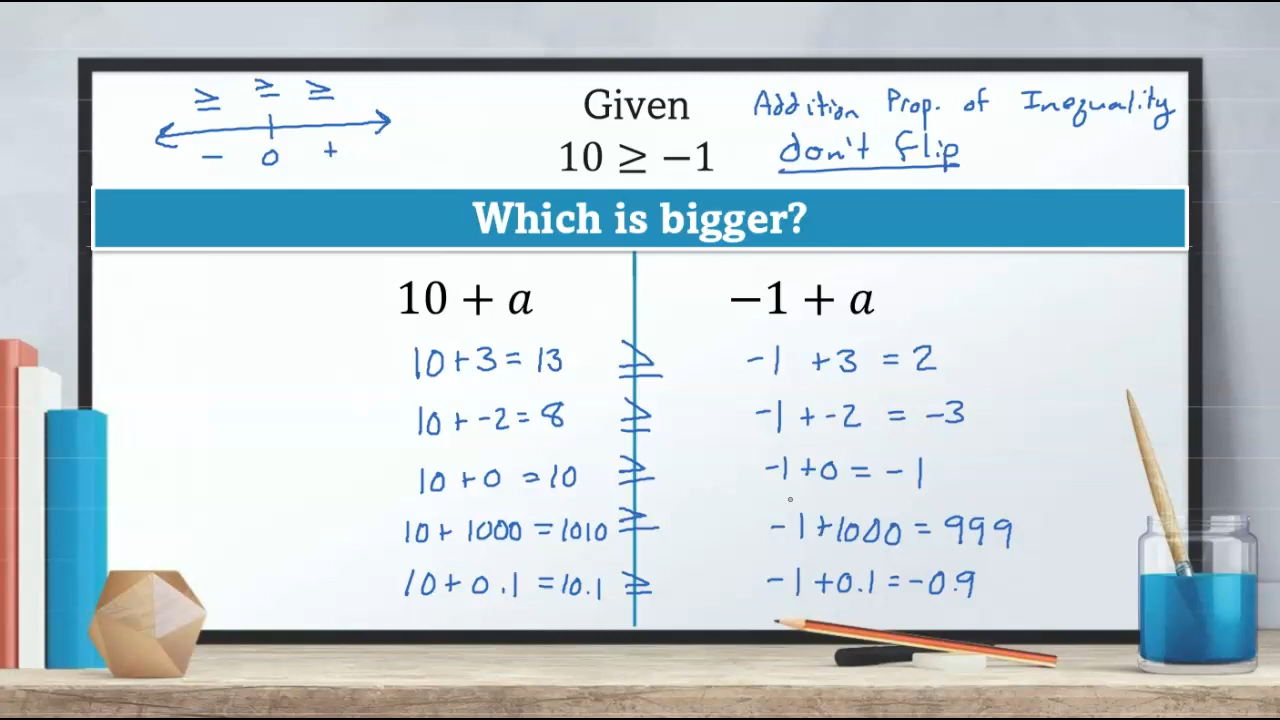 ≥ ≥ ≥
− 0 +
Given
10 ≥ −1
Addition Prop. of Inequality
don't flip
Which is bigger?
10 + a
−1 + a
10+3=13 ≥ -1 +3 = 2
10 + -2=8 ≥ -1 + -2 = -3
10 +0 =10 ≥ -1+0 = -1
10+ 1000 =1010 ≥ -1+1000 = 999
10+ 0.1 =10.1 ≥ -1 +0.1=-0.9